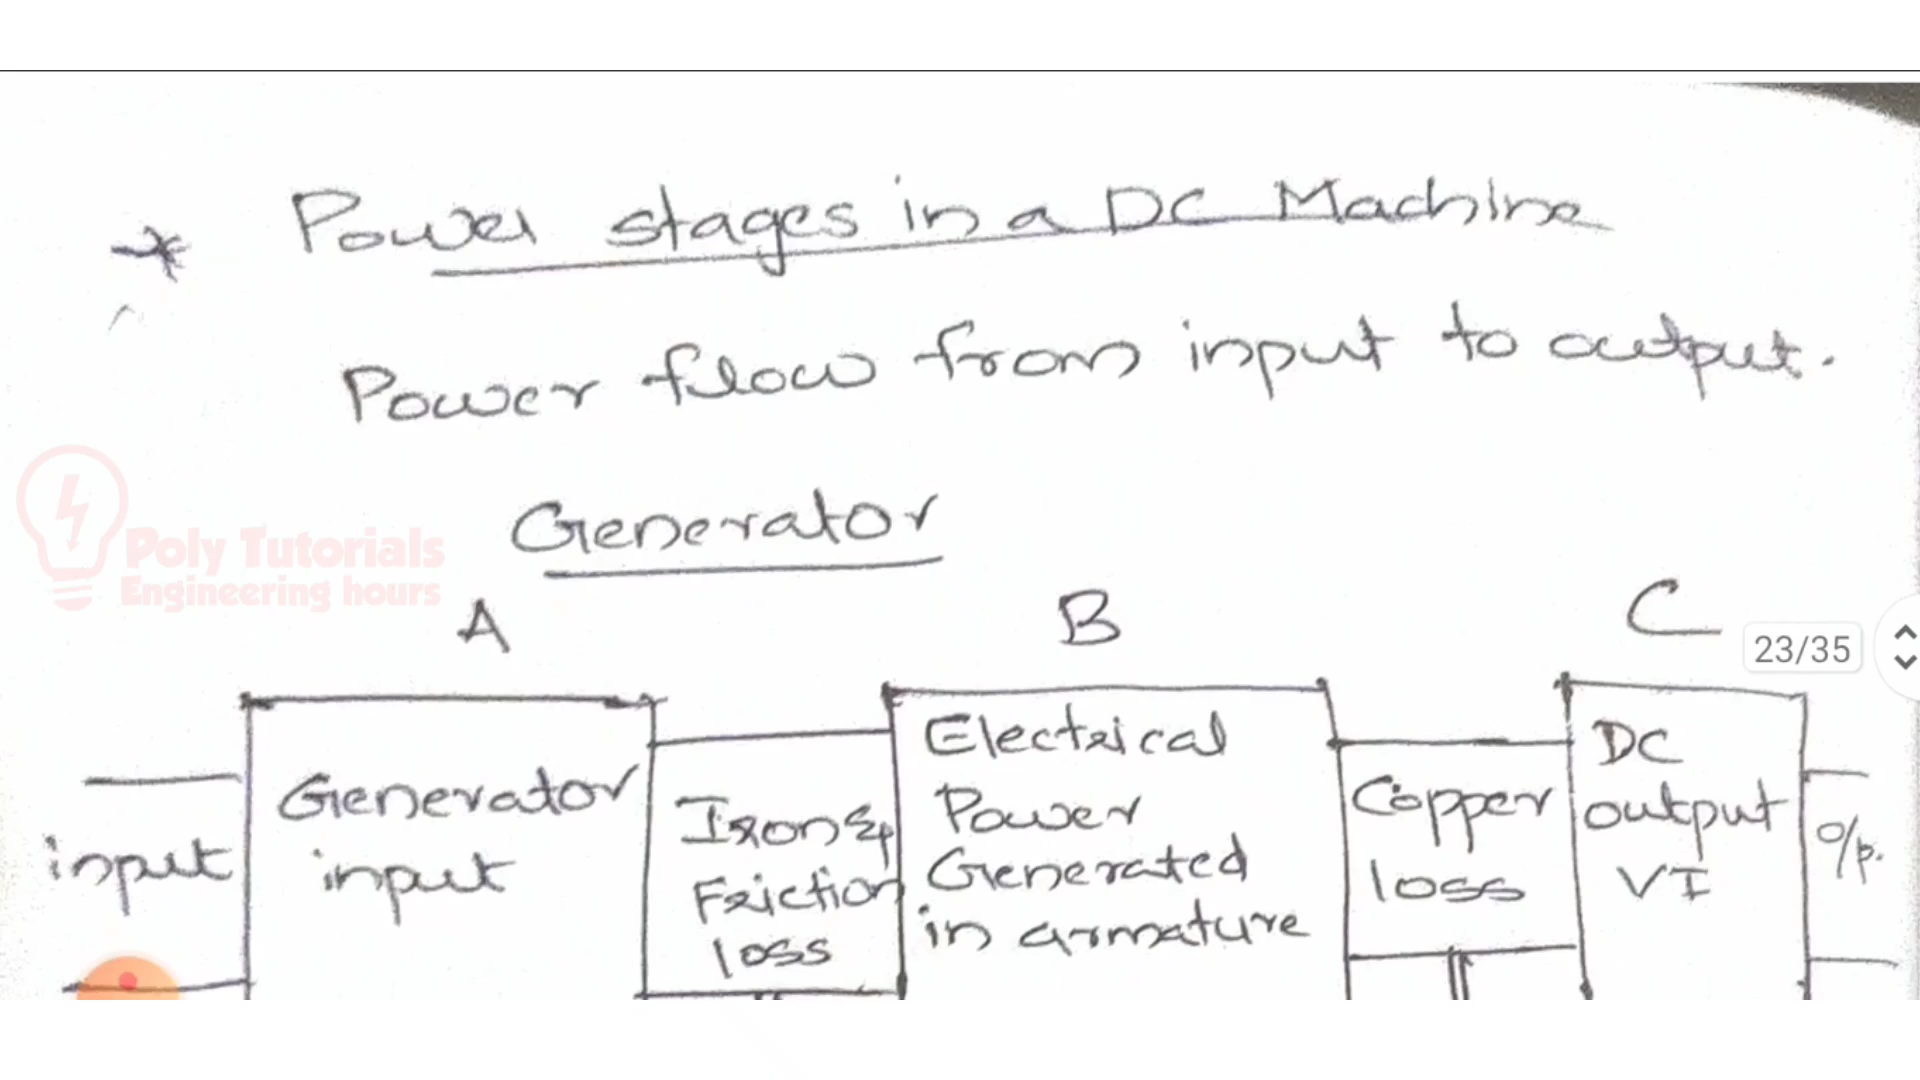 * Power stages in a DC Machine
Power flow from input to output.
Poly Tutorials
Engineering hours
Generator
A
B
C
23/35
input
Generator
input
Iron &
Friction
loss
Electrical
Power
Generated
in armature
Copper
loss
DC
output
VI
o/p.